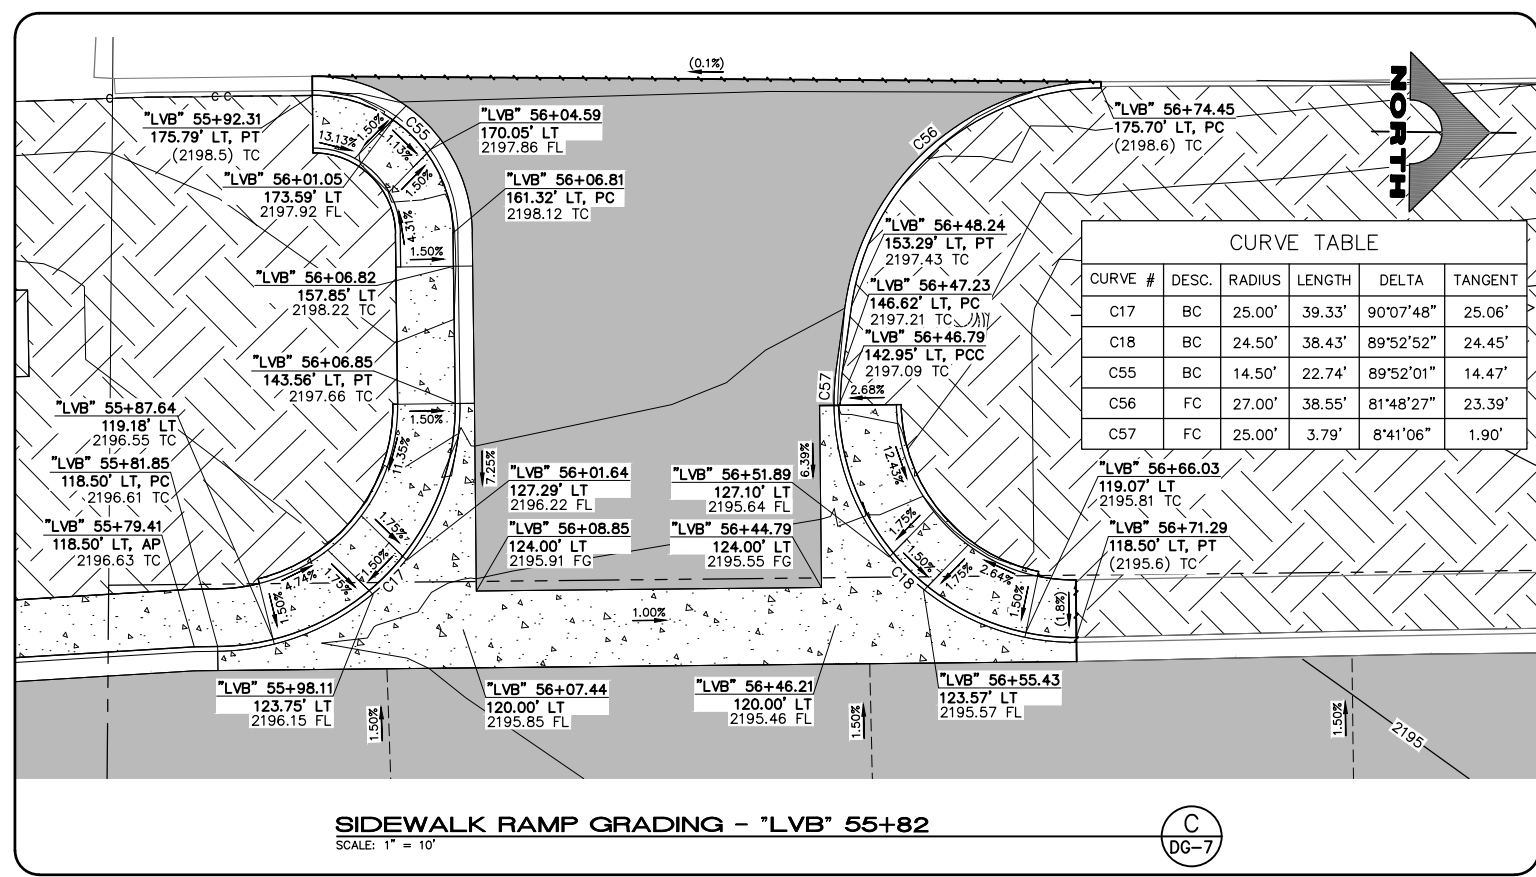 (0.1%)
"LVB" 55+92.31
175.79' LT, PT
(2198.5) TC
13.13%
1.50%
C55
1.13%
1.50%
"LVB" 56+04.59
170.05' LT
2197.86 FL
"LVB" 56+01.05
173.59' LT
2197.92 FL
"LVB" 56+06.81
161.32' LT, PC
2198.12 TC
4.31%
1.50%
C56
"LVB" 56+74.45
175.70' LT, PC
(2198.6) TC
NORTH
"LVB" 56+06.82
157.85' LT
2198.22 TC
"LVB" 56+48.24
153.29' LT, PT
2197.43 TC
"LVB" 56+47.23
146.62' LT, PC
2197.21 TC
"LVB" 56+46.79
142.95' LT, PCC
2197.09 TC
CURVE TABLE
CURVE # DESC. RADIUS LENGTH DELTA TANGENT
C17 BC 25.00' 39.33' 90°07'48" 25.06'
C18 BC 24.50' 38.43' 89°52'52" 24.45'
C55 BC 14.50' 22.74' 89°52'01" 14.47'
C56 FC 27.00' 38.55' 81°48'27" 23.39'
C57 FC 25.00' 3.79' 8°41'06" 1.90'
"LVB" 56+06.85
143.56' LT, PT
2197.66 TC
C57
2.68%
1.50%
"LVB" 55+87.64
119.18' LT
2196.55 TC
"LVB" 55+81.85
118.50' LT, PC
2196.61 TC
"LVB" 55+79.41
118.50' LT, AP
2196.63 TC
11.35%
7.25%
6.39%
12.43%
"LVB" 56+01.64
127.29' LT
2196.22 FL
"LVB" 56+08.85
124.00' LT
2195.91 FG
"LVB" 56+51.89
127.10' LT
2195.64 FL
"LVB" 56+44.79
124.00' LT
2195.55 FG
"LVB" 56+66.03
119.07' LT
2195.81 TC
"LVB" 56+71.29
118.50' LT, PT
(2195.6) TC
1.75%
1.50%
C17
4.74%
1.75%
1.50%
1.75%
1.50%
C18
1.75%
2.64%
1.50%
(1.8%)
1.00%
"LVB" 55+98.11
123.75' LT
2196.15 FL
"LVB" 56+07.44
120.00' LT
2195.85 FL
"LVB" 56+46.21
120.00' LT
2195.46 FL
"LVB" 56+55.43
123.57' LT
2195.57 FL
1.50%
1.50%
1.50%
2195
SIDEWALK RAMP GRADING - "LVB" 55+82
SCALE: 1" = 10'
C
DG-7